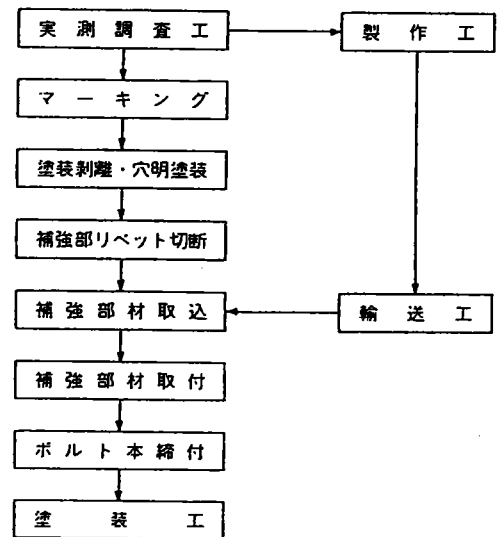 実測調査工
製作工
マーキング
塗装剥離・穴明塗装
補強部リベット切断
補強部材取込
輸送工
補強部材取付
ボルト本締付
塗装工